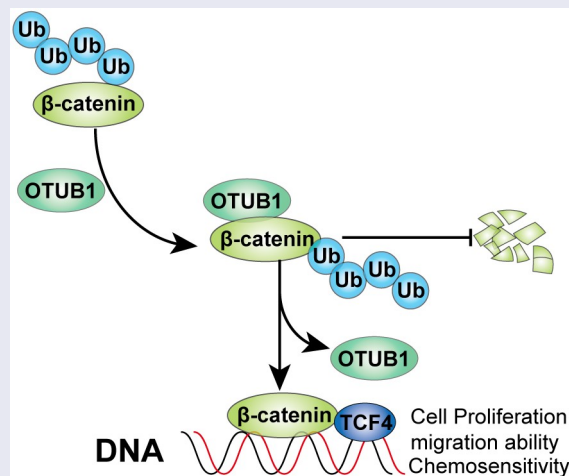 Ub
Ub
Ub
Ub
β-catenin
OTUB1
OTUB1
β-catenin
Ub
Ub
Ub
Ub
OTUB1
β-catenin
TCF4
DNA
Cell Proliferation
migration ability
Chemosensitivity